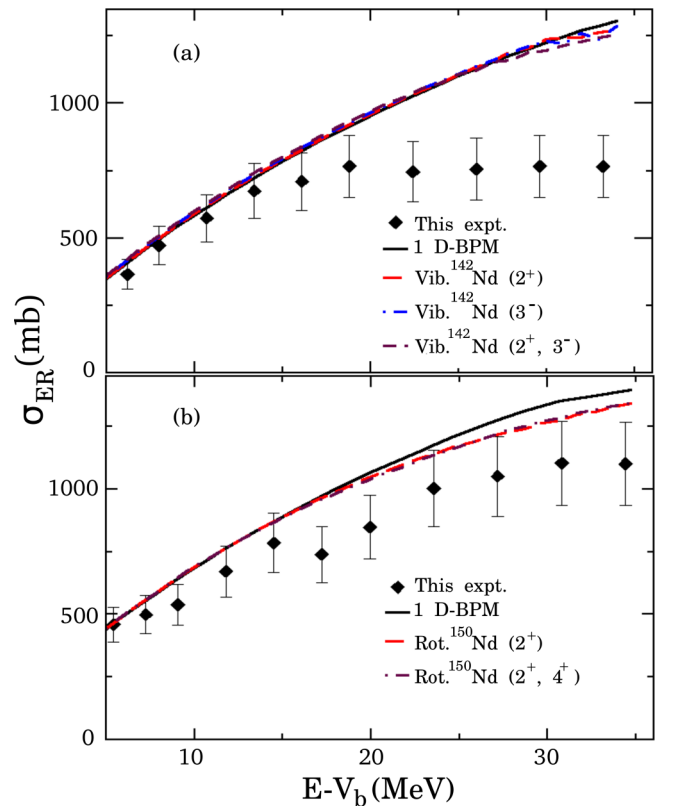 (a)
1000
500
0
This expt.
1 D-BPM
Vib.¹⁴²Nd (2⁺)
Vib.¹⁴²Nd (3⁻)
Vib.¹⁴²Nd (2⁺, 3⁻)
σ_ER(mb)
(b)
1000
500
0
This expt.
1 D-BPM
Rot.¹⁵⁰Nd (2⁺)
Rot.¹⁵⁰Nd (2⁺, 4⁺)
10 20 30
E-V_b(MeV)